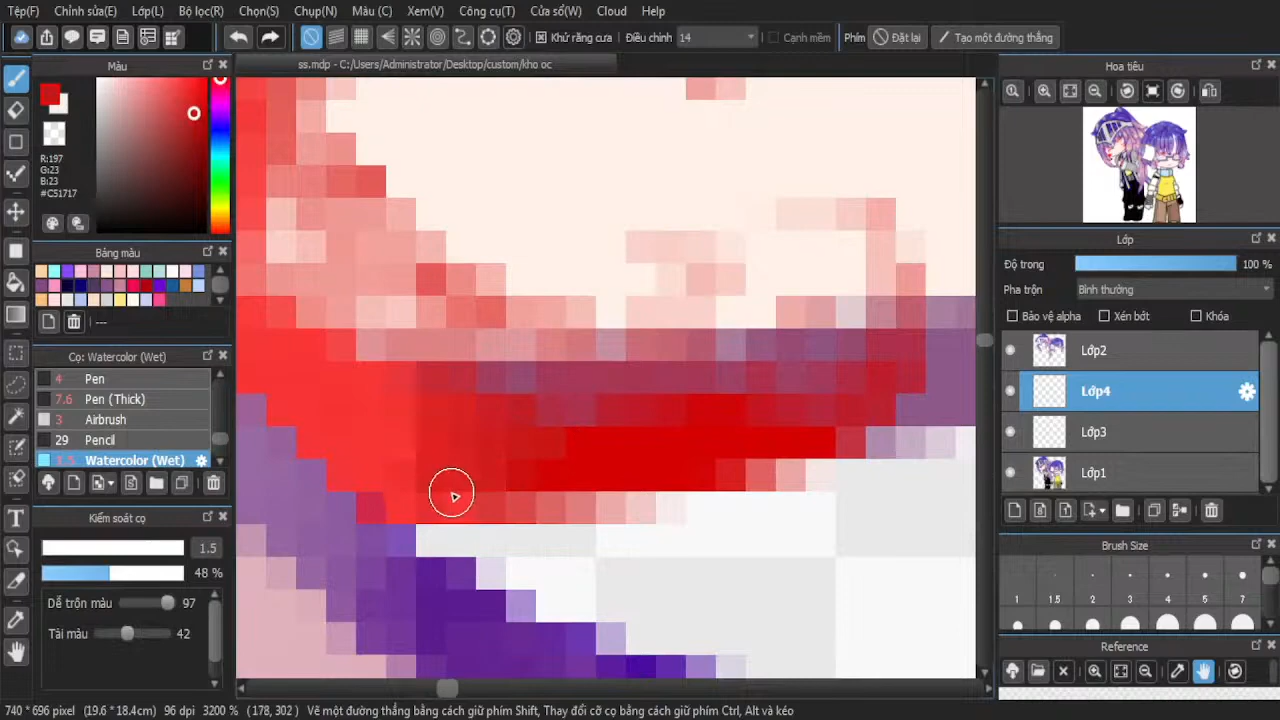 Tệp(F) Chỉnh sửa(E) Lớp(L) Bộ lọc(R) Chọn(S) Chụp(N) Màu (C) Xem(V) Công cụ(T) Cửa sổ(W) Cloud Help
Khử răng cưa Điều chỉnh 14 Cạnh mềm Phím Đặt lại Tạo một đường thẳng
Màu
ss.mdp - C:/Users/Administrator/Desktop/custom/kho oc
Hoa tiêu
R:197
G:23
B:23
#C51717
Bảng màu
---
Cọ: Watercolor (Wet)
4 Pen
7.6 Pen (Thick)
3 Airbrush
29 Pencil
1.5 Watercolor (Wet)
Kiểm soát cọ
1.5
48 %
Dễ trộn màu 97
Tải màu 42
Lớp
Độ trong 100 %
Pha trộn Bình thường
Bảo vệ alpha Xén bớt Khóa
Lớp2
Lớp4
Lớp3
Lớp1
Brush Size
1 1.5 2 3 4 5 7
Reference
740 * 696 pixel (19.6 * 18.4cm) 96 dpi 3200 % (178, 302) Vẽ một đường thẳng bằng cách giữ phím Shift, Thay đổi cỡ cọ bằng cách giữ phím Ctrl, Alt và kéo